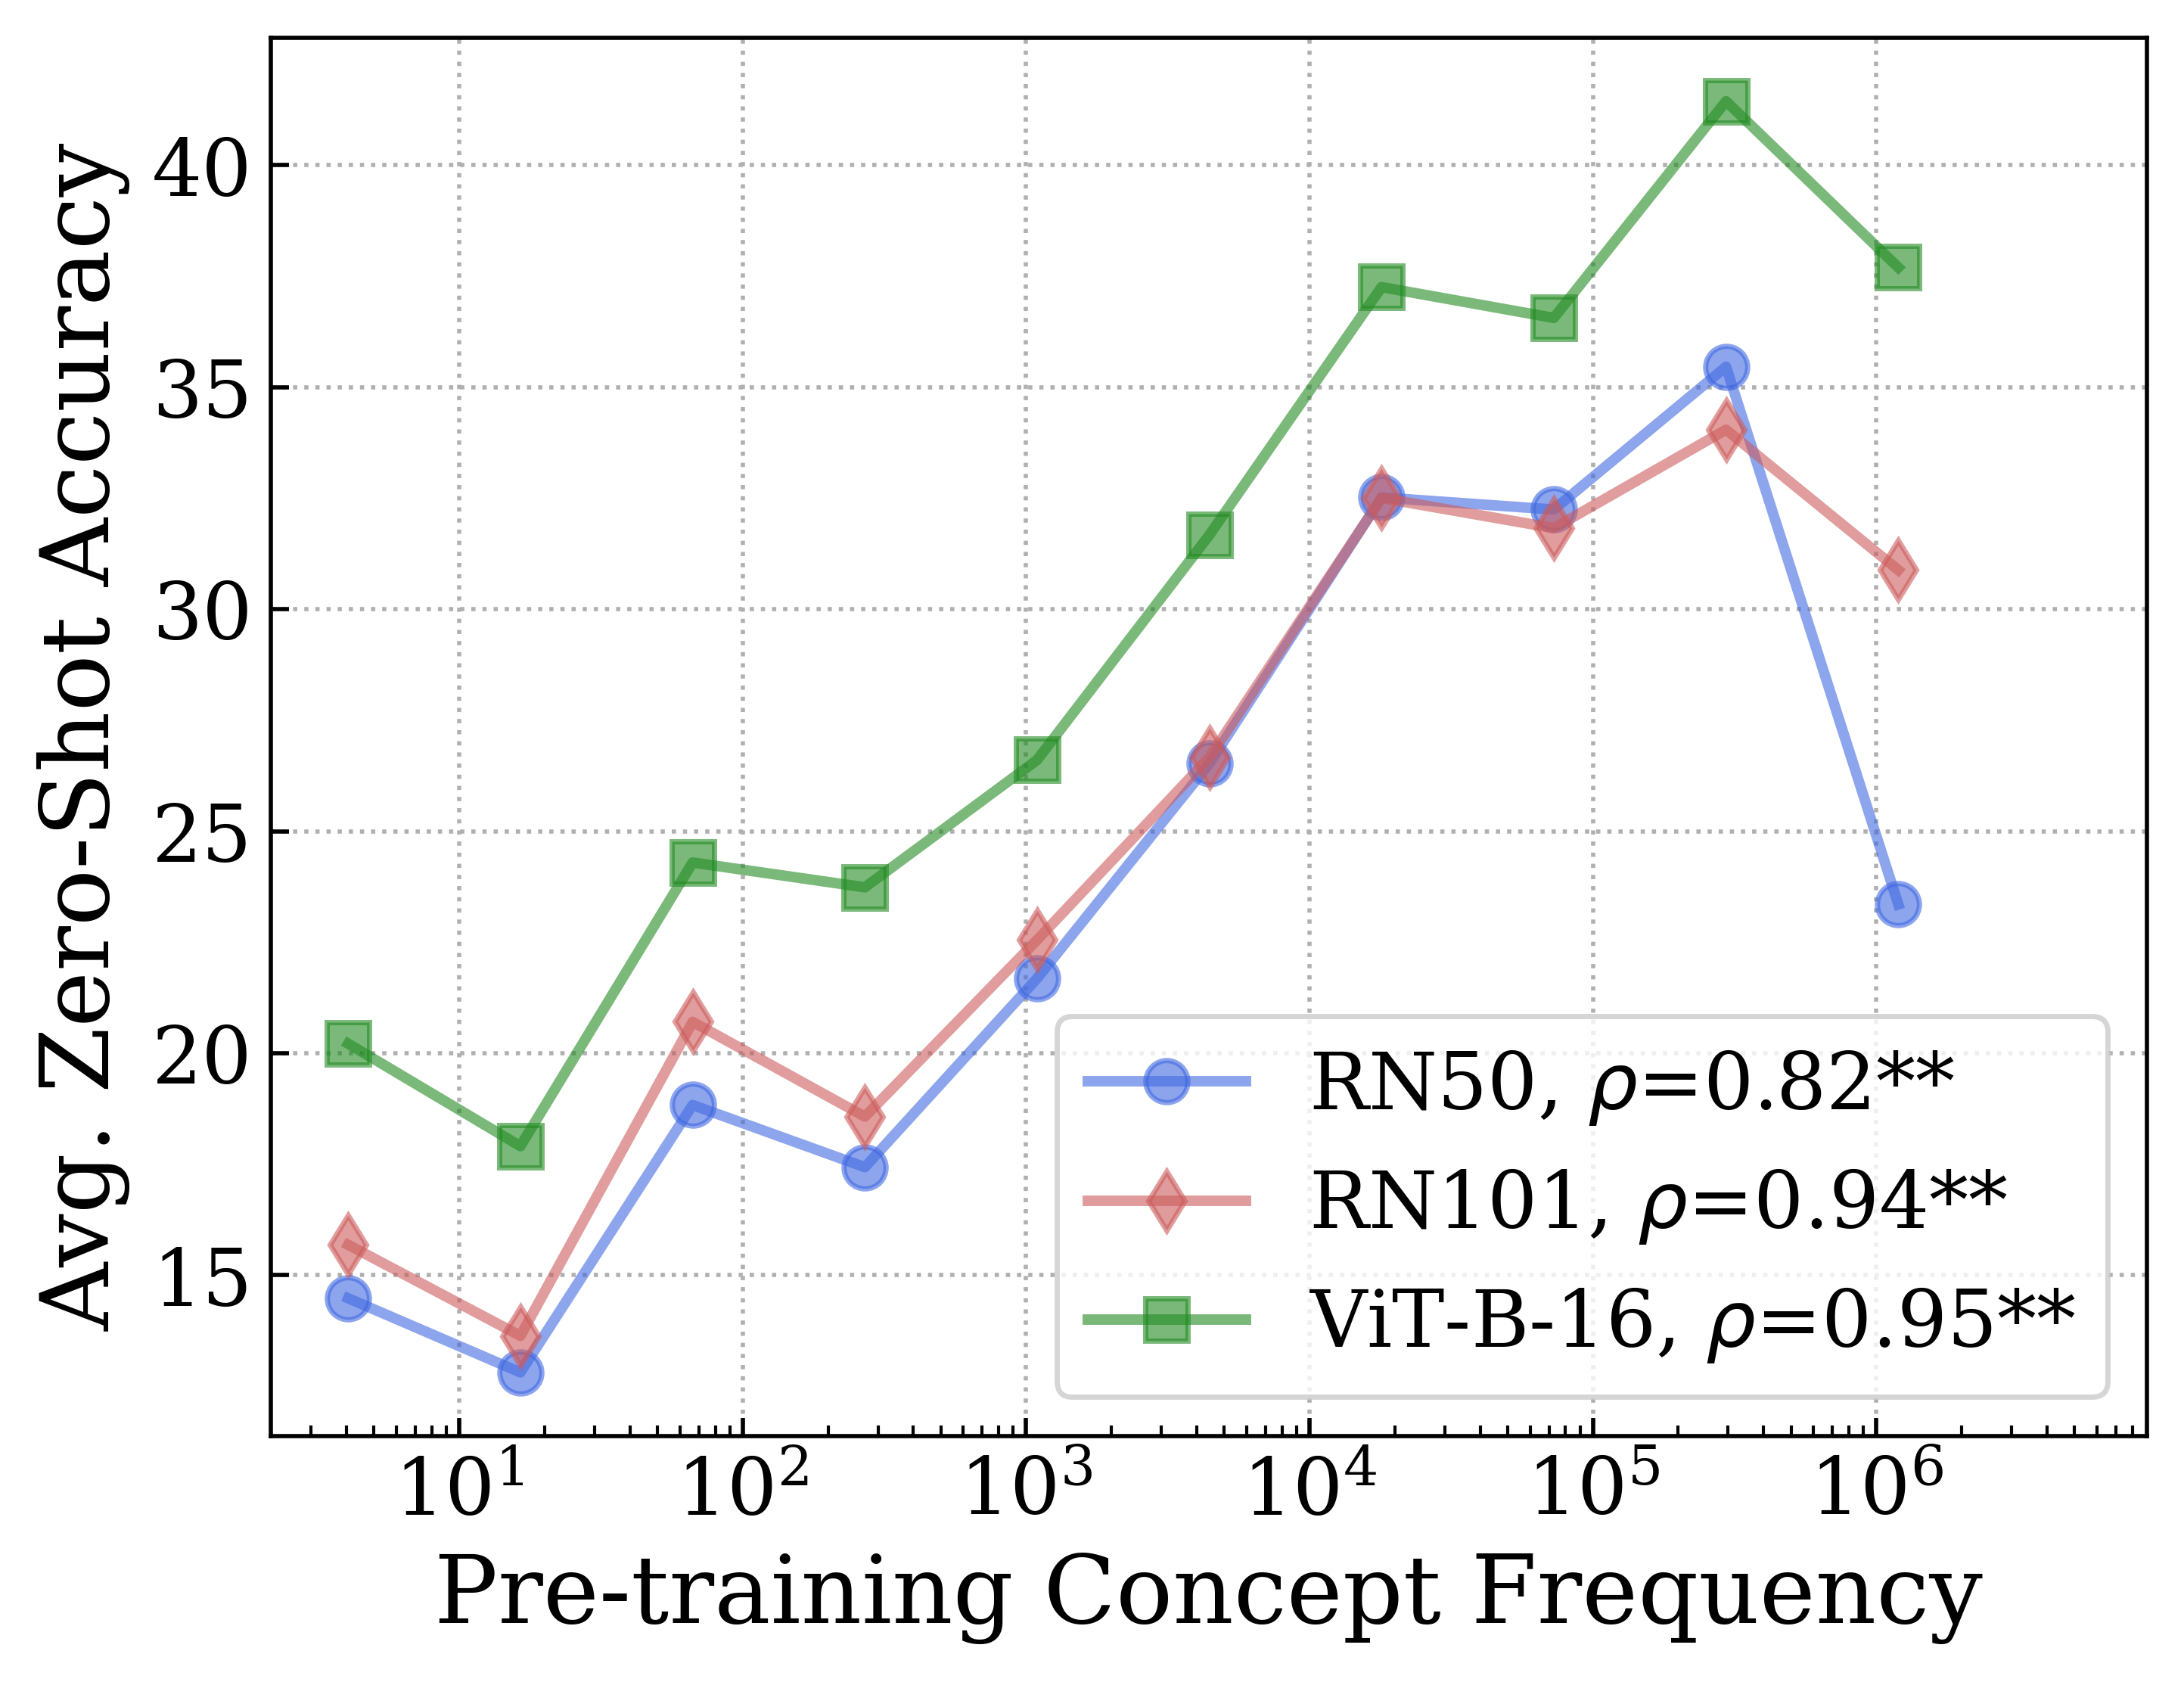 Avg. Zero-Shot Accuracy
40
35
30
25
20
15
RN50, ρ=0.82**
RN101, ρ=0.94**
ViT-B-16, ρ=0.95**
10¹ 10² 10³ 10⁴ 10⁵ 10⁶
Pre-training Concept Frequency